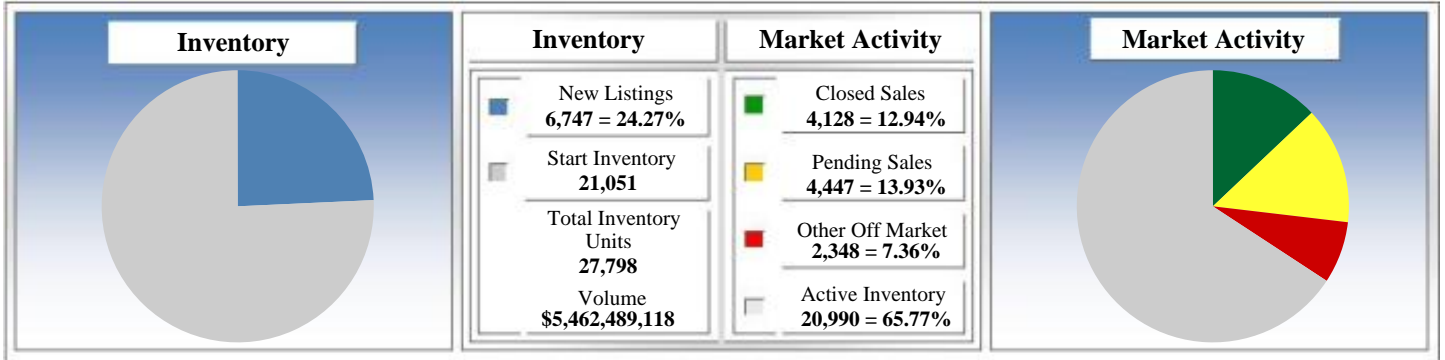 Inventory
Inventory
Market Activity
New Listings
6,747 = 24.27%
Start Inventory
21,051
Total Inventory
Units
27,798
Volume
$5,462,489,118
Closed Sales
4,128 = 12.94%
Pending Sales
4,447 = 13.93%
Other Off Market
2,348 = 7.36%
Active Inventory
20,990 = 65.77%
Market Activity